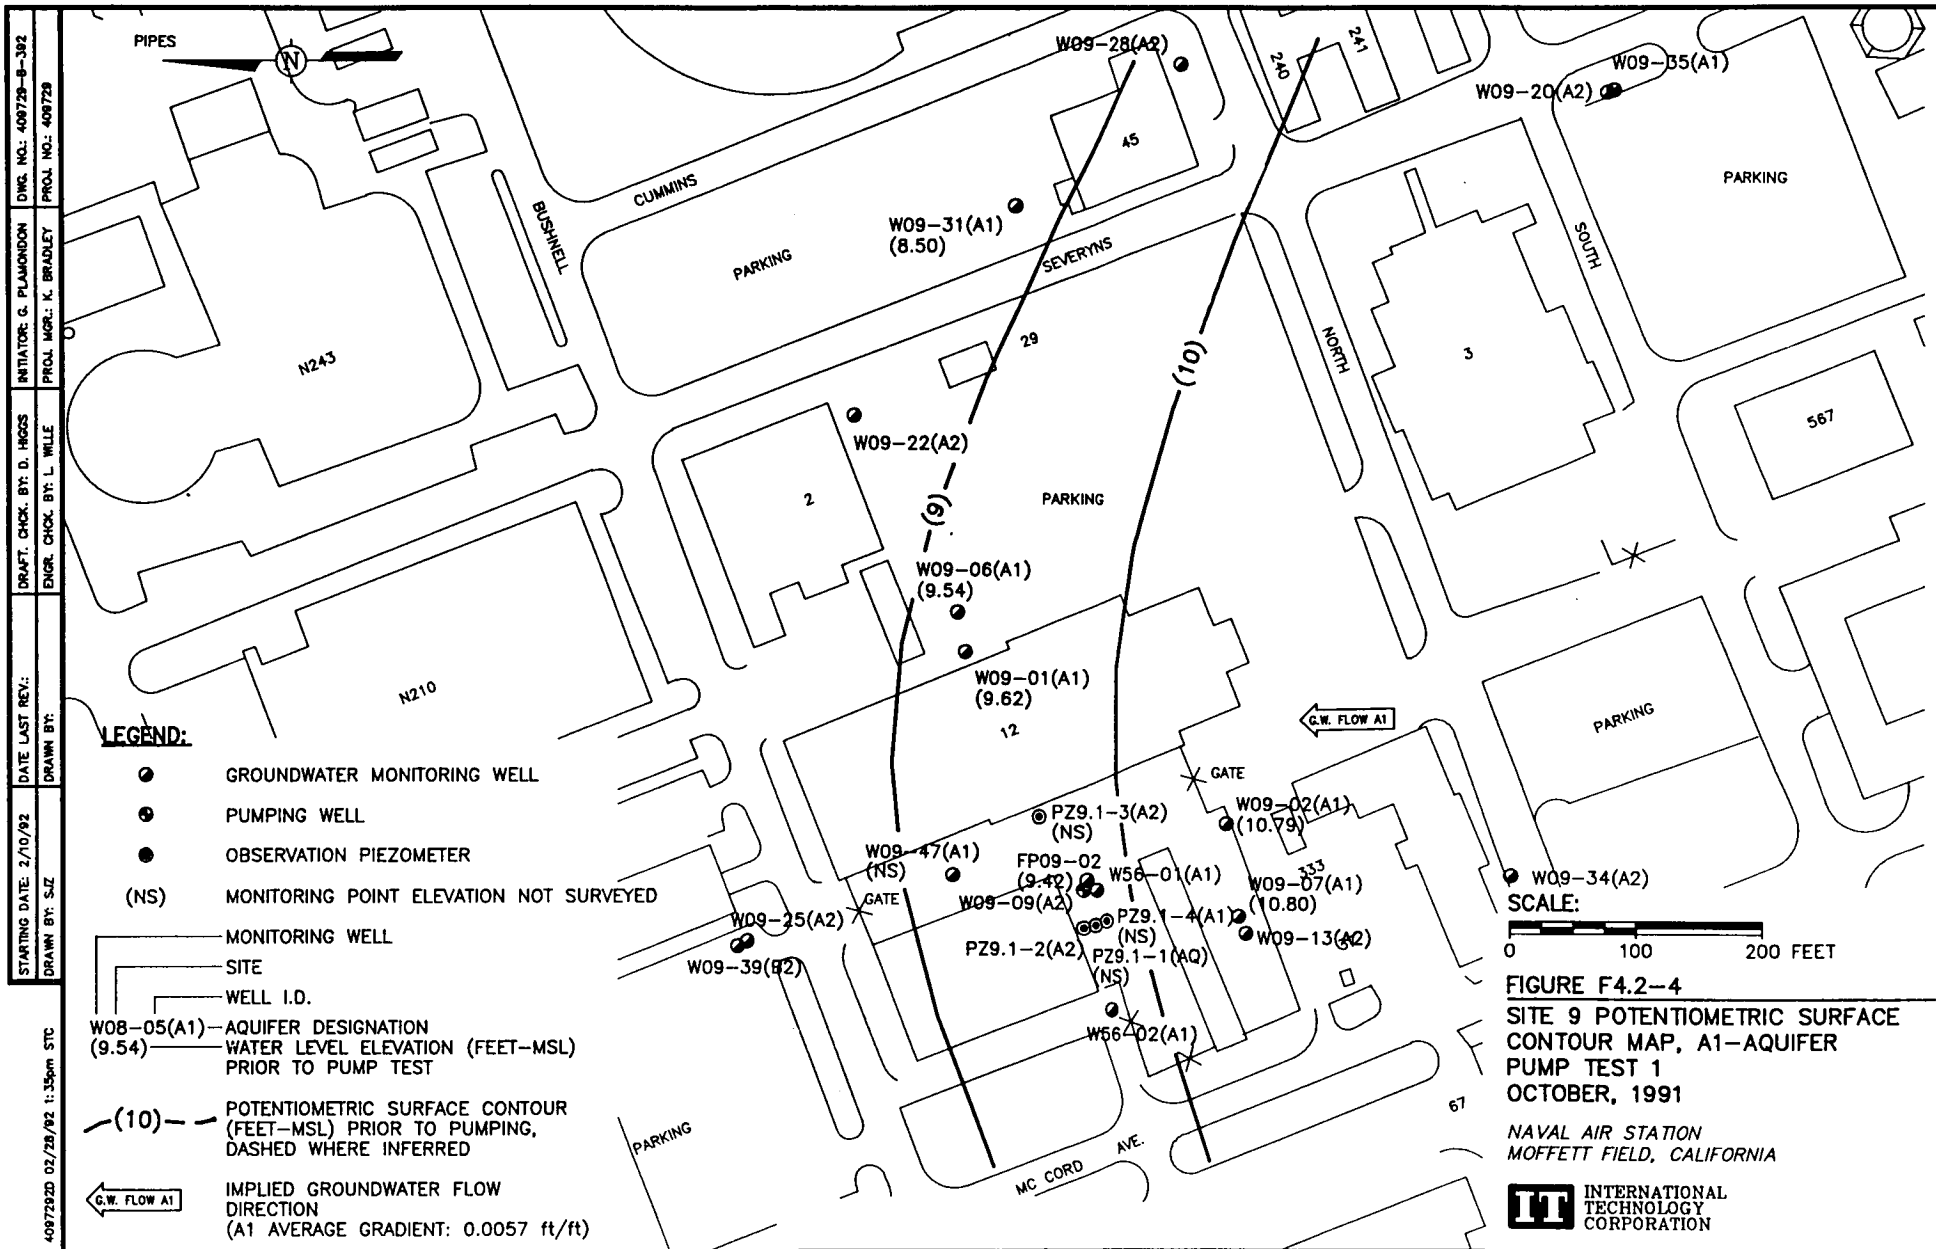 STARTING DATE: 2/10/92
DATE LAST REV.:
DRAFT. CHCK. BY: D. HIGGS
INITIATOR: G. PLAMONDON
DWG. NO.: 409729-B-392
DRAWN BY: SJZ
DRAWN BY:
ENGR. CHCK. BY: L. WILLE
PROJ. MGR.: K. BRADLEY
PROJ. NO.: 409729
4097292D 02/28/92 1:35pm STC
PIPES
N
W09-28(A2)
240
241
W09-35(A1)
W09-20(A2)
45
CUMMINS
PARKING
BUSHNELL
W09-31(A1)
(8.50)
PARKING
SEVERYNS
SOUTH
29
NORTH
3
N243
(10)
567
W09-22(A2)
2
(9)
PARKING
W09-06(A1)
(9.54)
W09-01(A1)
(9.62)
N210
12
G.W. FLOW A1
PARKING
GATE
PZ9.1-3(A2)
(NS)
W09-02(A1)
(10.79)
W09-47(A1)
(NS)
FP09-02
(9.42)
W56-01(A1)
333
W09-07(A1)
(10.80)
W09-34(A2)
GATE
W09-09(A2)
W09-25(A2)
PZ9.1-4(A1)
(NS)
W09-13(A2)
51
W09-39(B2)
PZ9.1-2(A2)
PZ9.1-1(AQ)
(NS)
W56-02(A1)
67
PARKING
MC CORD AVE.
LEGEND:
GROUNDWATER MONITORING WELL
PUMPING WELL
OBSERVATION PIEZOMETER
(NS) MONITORING POINT ELEVATION NOT SURVEYED
MONITORING WELL
SITE
WELL I.D.
W08-05(A1) AQUIFER DESIGNATION
(9.54) WATER LEVEL ELEVATION (FEET-MSL)
PRIOR TO PUMP TEST
(10) POTENTIOMETRIC SURFACE CONTOUR
(FEET-MSL) PRIOR TO PUMPING,
DASHED WHERE INFERRED
G.W. FLOW A1 IMPLIED GROUNDWATER FLOW
DIRECTION
(A1 AVERAGE GRADIENT: 0.0057 ft/ft)
SCALE:
0 100 200 FEET
FIGURE F4.2-4
SITE 9 POTENTIOMETRIC SURFACE
CONTOUR MAP, A1-AQUIFER
PUMP TEST 1
OCTOBER, 1991
NAVAL AIR STATION
MOFFETT FIELD, CALIFORNIA
IT INTERNATIONAL
TECHNOLOGY
CORPORATION